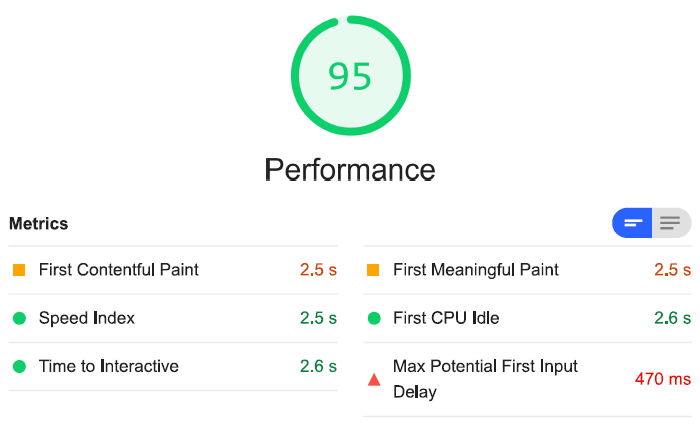 95
Performance
Metrics
First Contentful Paint 2.5 s
First Meaningful Paint 2.5 s
Speed Index 2.5 s
First CPU Idle 2.6 s
Time to Interactive 2.6 s
Max Potential First Input
Delay 470 ms